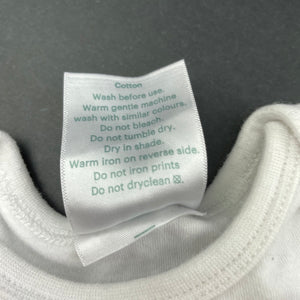 Cotton
Wash before use.
Warm gentle machine
wash with similar colours.
Do not bleach.
Do not tumble dry.
Dry in shade.
Warm iron on reverse side.
Do not iron prints
Do not dryclean